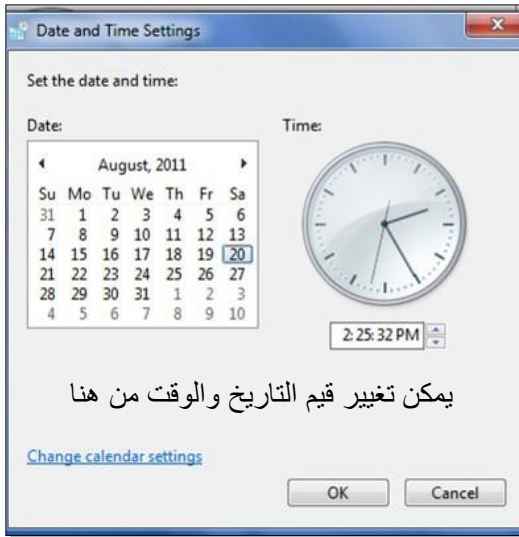 Date and Time Settings
Set the date and time:
Date:
Time:
August, 2011
Su Mo Tu We Th Fr Sa
31 1 2 3 4 5 6
7 8 9 10 11 12 13
14 15 16 17 18 19 20
21 22 23 24 25 26 27
28 29 30 31 1 2 3
4 5 6 7 8 9 10
2:25:32 PM
يمكن تغيير قيم التاريخ والوقت من هنا
Change calendar settings
OK
Cancel